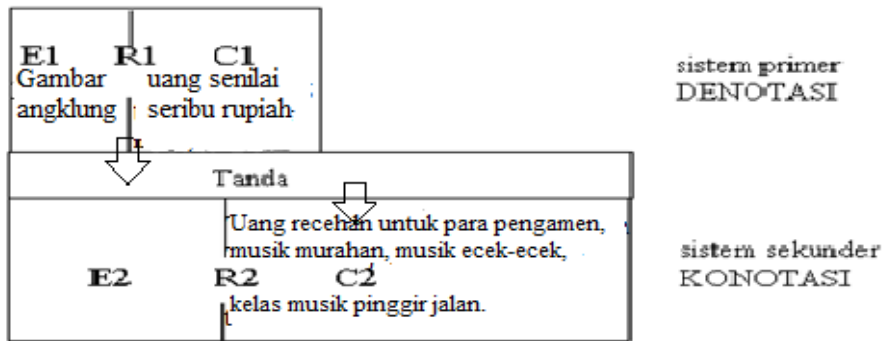 E1 R1 C1
Gambar uang senilai
angklung seribu rupiah
sistem primer
DENOTASI
Tanda
Uang recehan untuk para pengamen,
musik murahan, musik ecek-ecek,
E2 R2 C2
kelas musik pinggir jalan.
sistem sekunder
KONOTASI